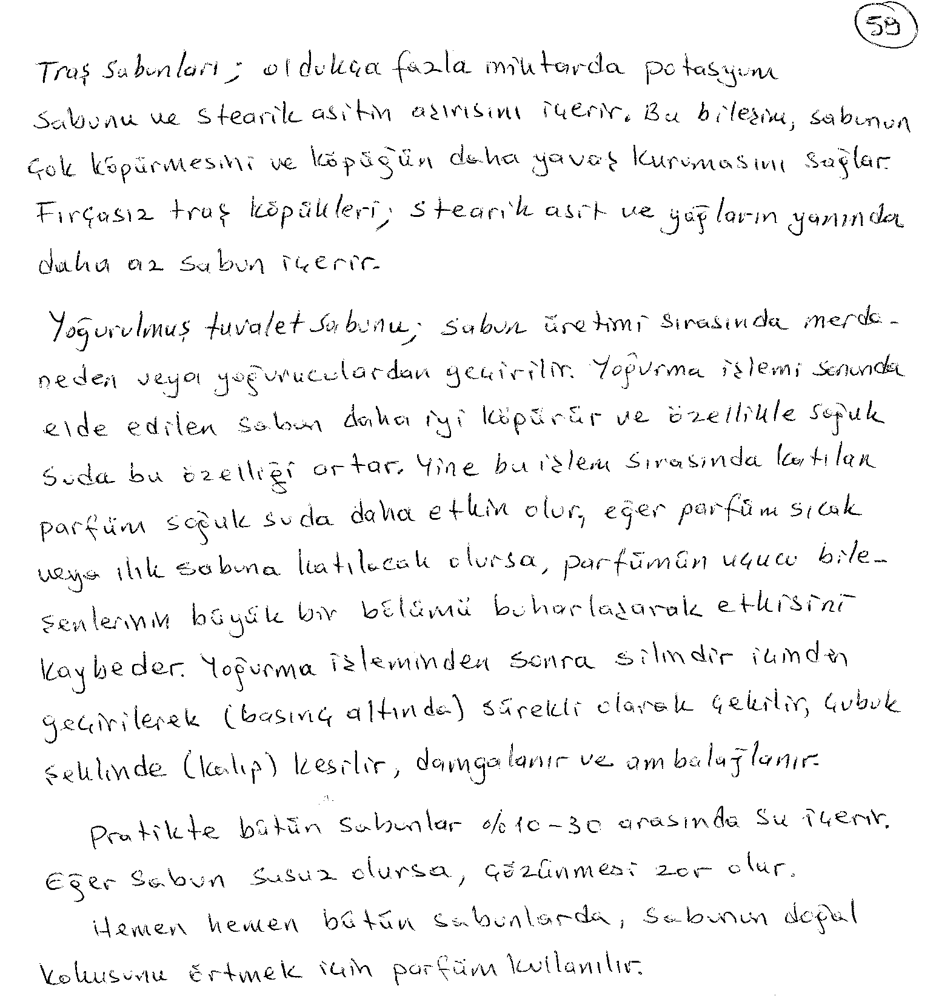 59
Traş Sabunları; oldukça fazla miktarda potasyum
sabunu ve stearik asitin aşırısını içerir. Bu bileşim, sabunun
çok köpürmesini ve köpüğün daha yavaş kurumasını sağlar.
Fırçasız traş köpükleri; stearik asit ve yağların yanında
daha az sabun içerir.
Yoğurulmuş tuvalet Sabunu; sabun üretimi sırasında merda-
neden veya yoğuruculardan geçirilir. Yoğurma işlemi sonunda
elde edilen sabun daha iyi köpürür ve özellikle soğuk
suda bu özelliği artar. Yine bu işlem sırasında katılan
parfüm soğuk suda daha etkin olur, eğer parfüm sıcak
veya ılık sabuna katılacak olursa, parfümün uçucu bile-
şenlerinin büyük bir bölümü buharlaşarak etkisini
kaybeder. Yoğurma işleminden sonra silindir içinden
geçirilerek (basınç altında) sürekli olarak çekilir, çubuk
şeklinde (kalıp) kesilir, damgalanır ve ambalağlanır.
Pratikte bütün sabunlar %10-30 arasında su içerir.
Eğer sabun susuz olursa, çözünmesi zor olur.
Hemen hemen bütün sabunlarda, sabunun doğal
kokusunu örtmek için parfüm kullanılır.